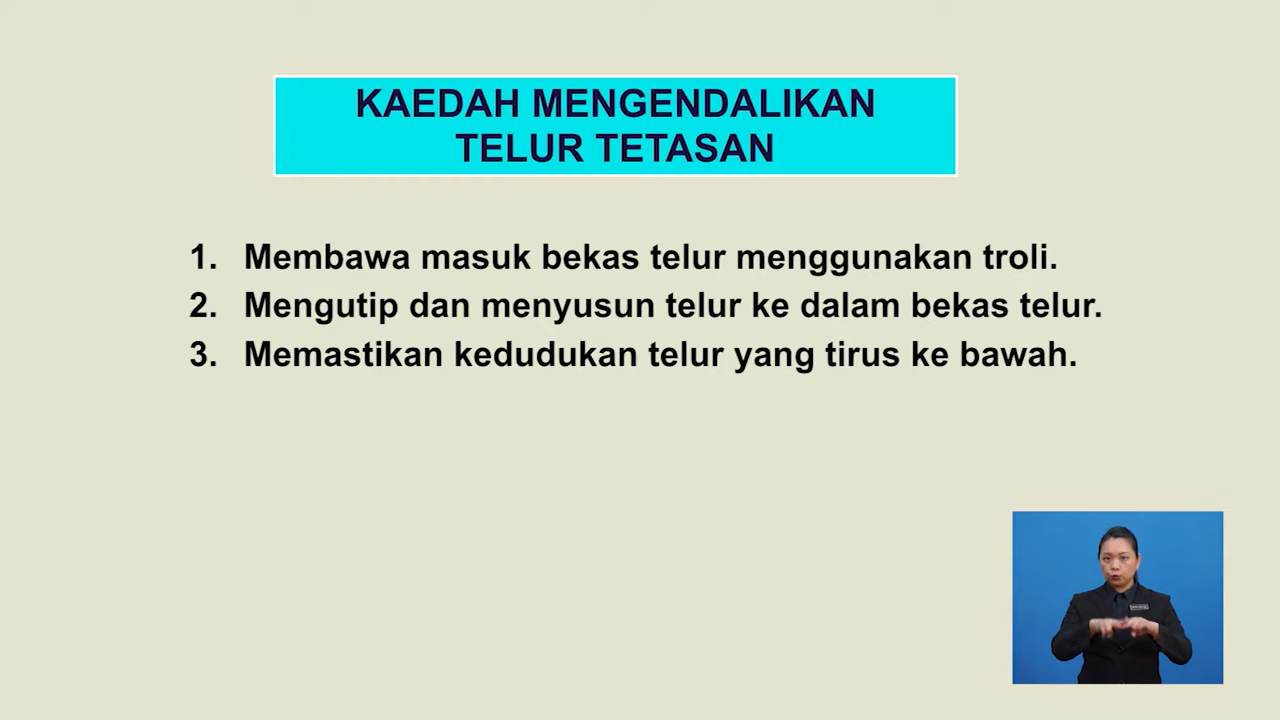 KAEDAH MENGENDALIKAN
TELUR TETASAN
1. Membawa masuk bekas telur menggunakan troli.
2. Mengutip dan menyusun telur ke dalam bekas telur.
3. Memastikan kedudukan telur yang tirus ke bawah.